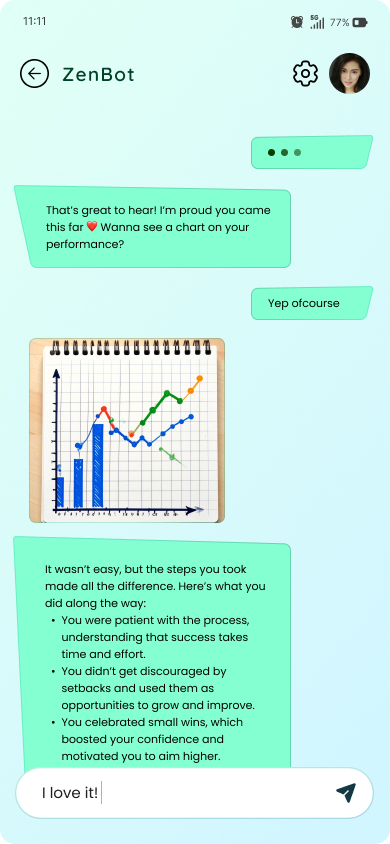 11:11
5G
77%
ZenBot
That's great to hear! I'm proud you came
this far ❤️ Wanna see a chart on your
performance?
Yep ofcourse
It wasn't easy, but the steps you took
made all the difference. Here's what you
did along the way:
• You were patient with the process,
understanding that success takes
time and effort.
• You didn't get discouraged by
setbacks and used them as
opportunities to grow and improve.
• You celebrated small wins, which
boosted your confidence and
motivated you to aim higher.
I love it!